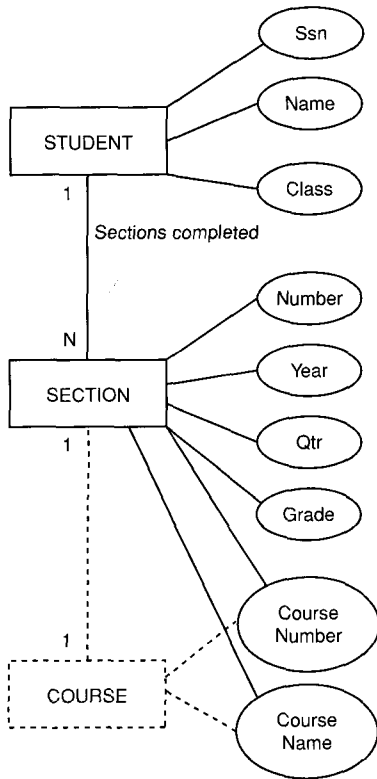 Ssn
Name
STUDENT
Class
1
Sections completed
Number
N
Year
SECTION
1
Qtr
Grade
Course
Number
1
COURSE
Course
Name